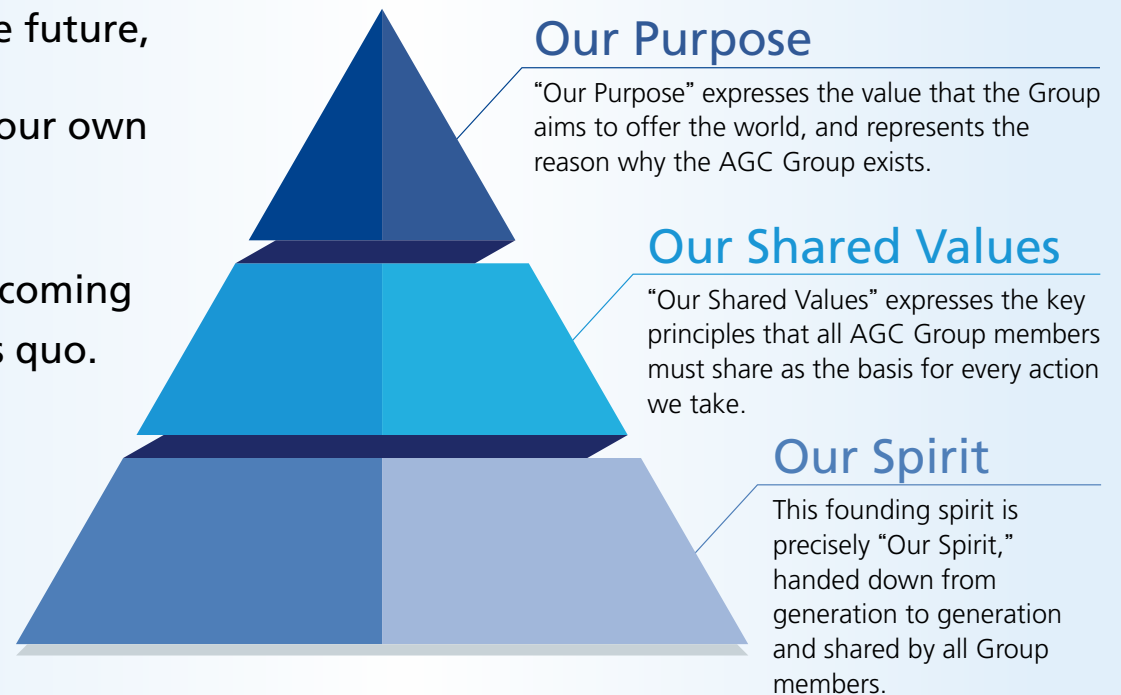 e future,
our own
coming
s quo.
Our Purpose
“Our Purpose” expresses the value that the Group
aims to offer the world, and represents the
reason why the AGC Group exists.
Our Shared Values
“Our Shared Values” expresses the key
principles that all AGC Group members
must share as the basis for every action
we take.
Our Spirit
This founding spirit is
precisely “Our Spirit,”
handed down from
generation to generation
and shared by all Group
members.